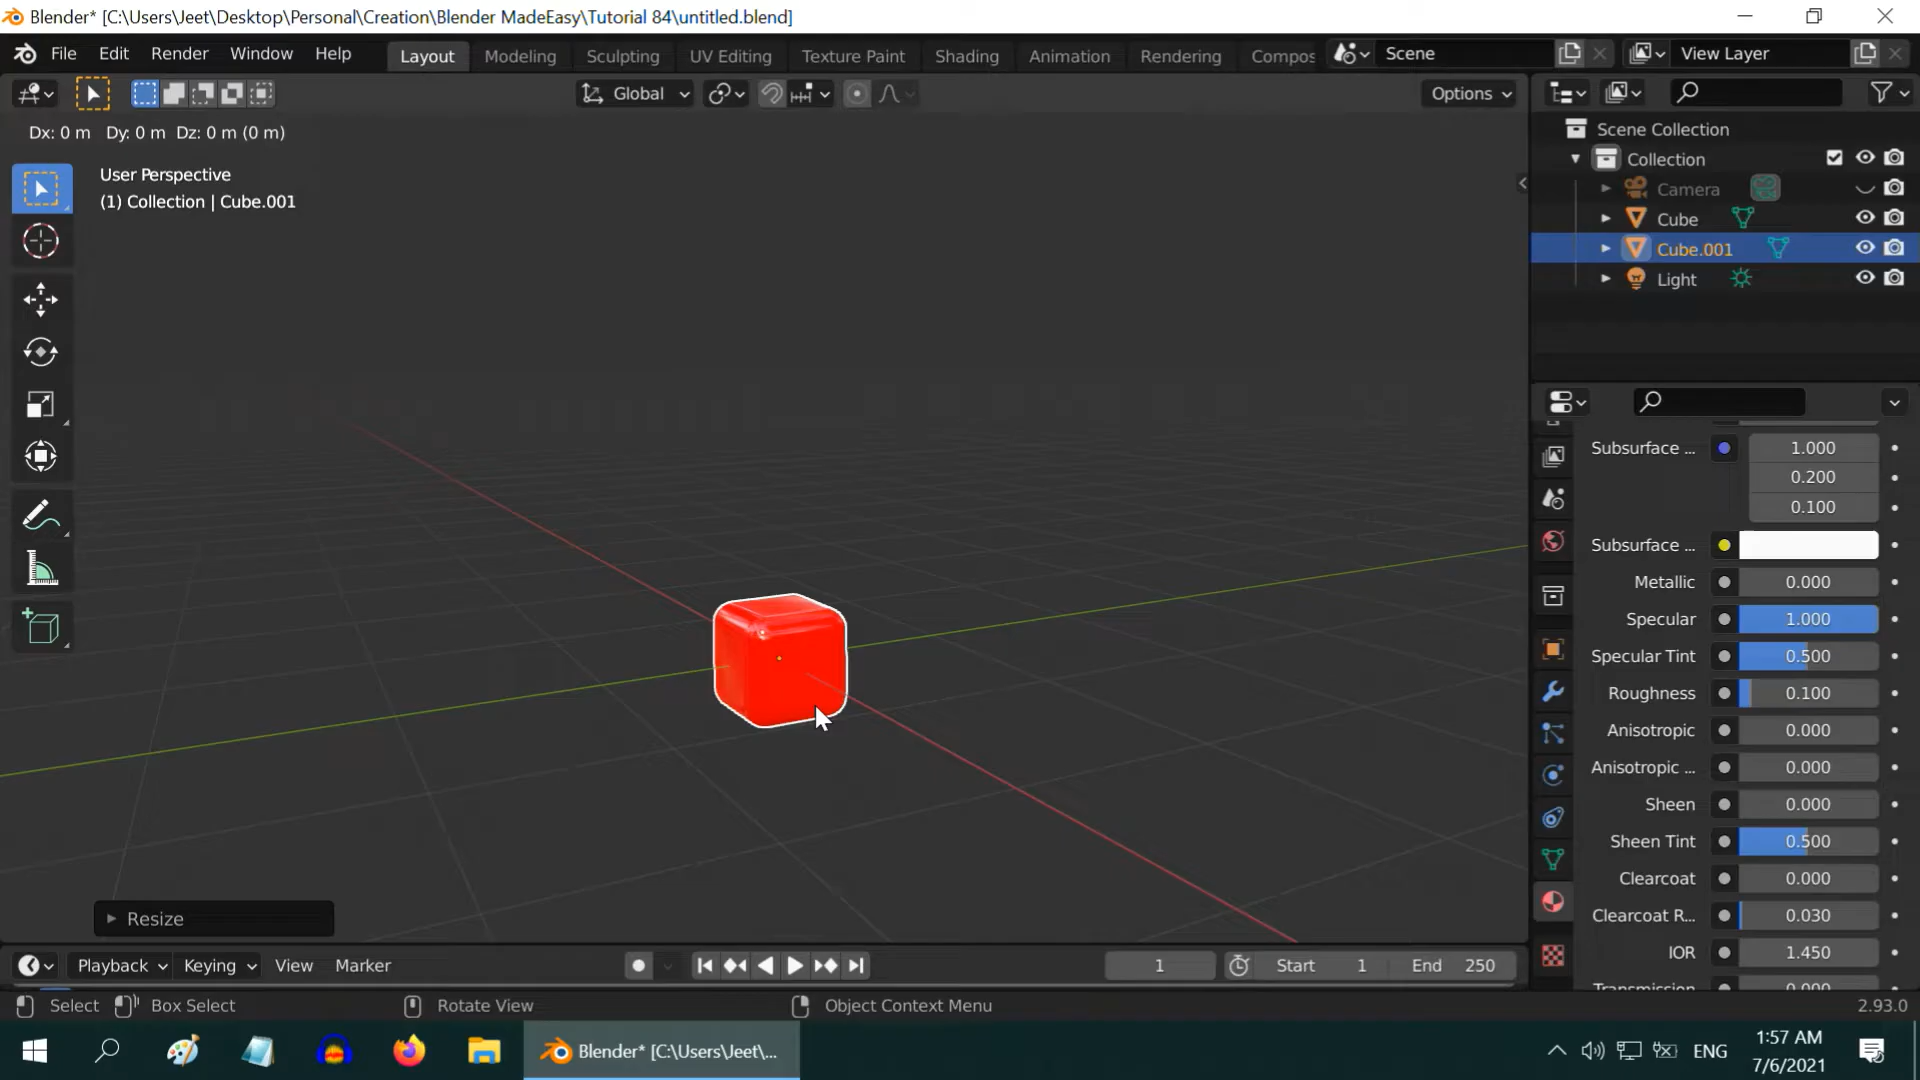 Blender* [C:\Users\Jeet\Desktop\Personal\Creation\Blender MadeEasy\Tutorial 84\untitled.blend]
File Edit Render Window Help Layout Modeling Sculpting UV Editing Texture Paint Shading Animation Rendering Compos Scene View Layer
Global Options
Dx: 0 m Dy: 0 m Dz: 0 m (0 m)
User Perspective
(1) Collection | Cube.001
Scene Collection
Collection
Camera
Cube
Cube.001
Light
Subsurface ... 1.000
0.200
0.100
Subsurface ...
Metallic 0.000
Specular 1.000
Specular Tint 0.500
Roughness 0.100
Anisotropic 0.000
Anisotropic ... 0.000
Sheen 0.000
Sheen Tint 0.500
Clearcoat 0.000
Clearcoat R... 0.030
IOR 1.450
Transmission 0.000
Resize
Playback Keying View Marker 1 Start 1 End 250
Select Box Select Rotate View Object Context Menu 2.93.0
Blender* [C:\Users\Jeet\... ENG 1:57 AM
7/6/2021